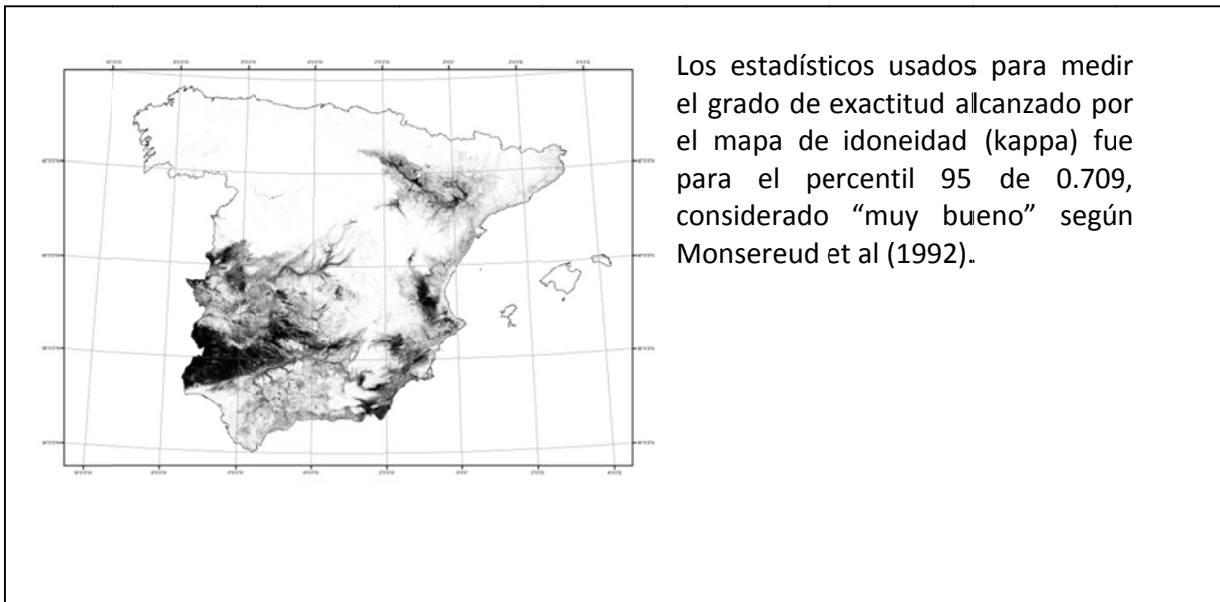 Los estadísticos usados para medir
el grado de exactitud alcanzado por
el mapa de idoneidad (kappa) fue
para el percentil 95 de 0.709,
considerado “muy bueno” según
Monsereud et al (1992).